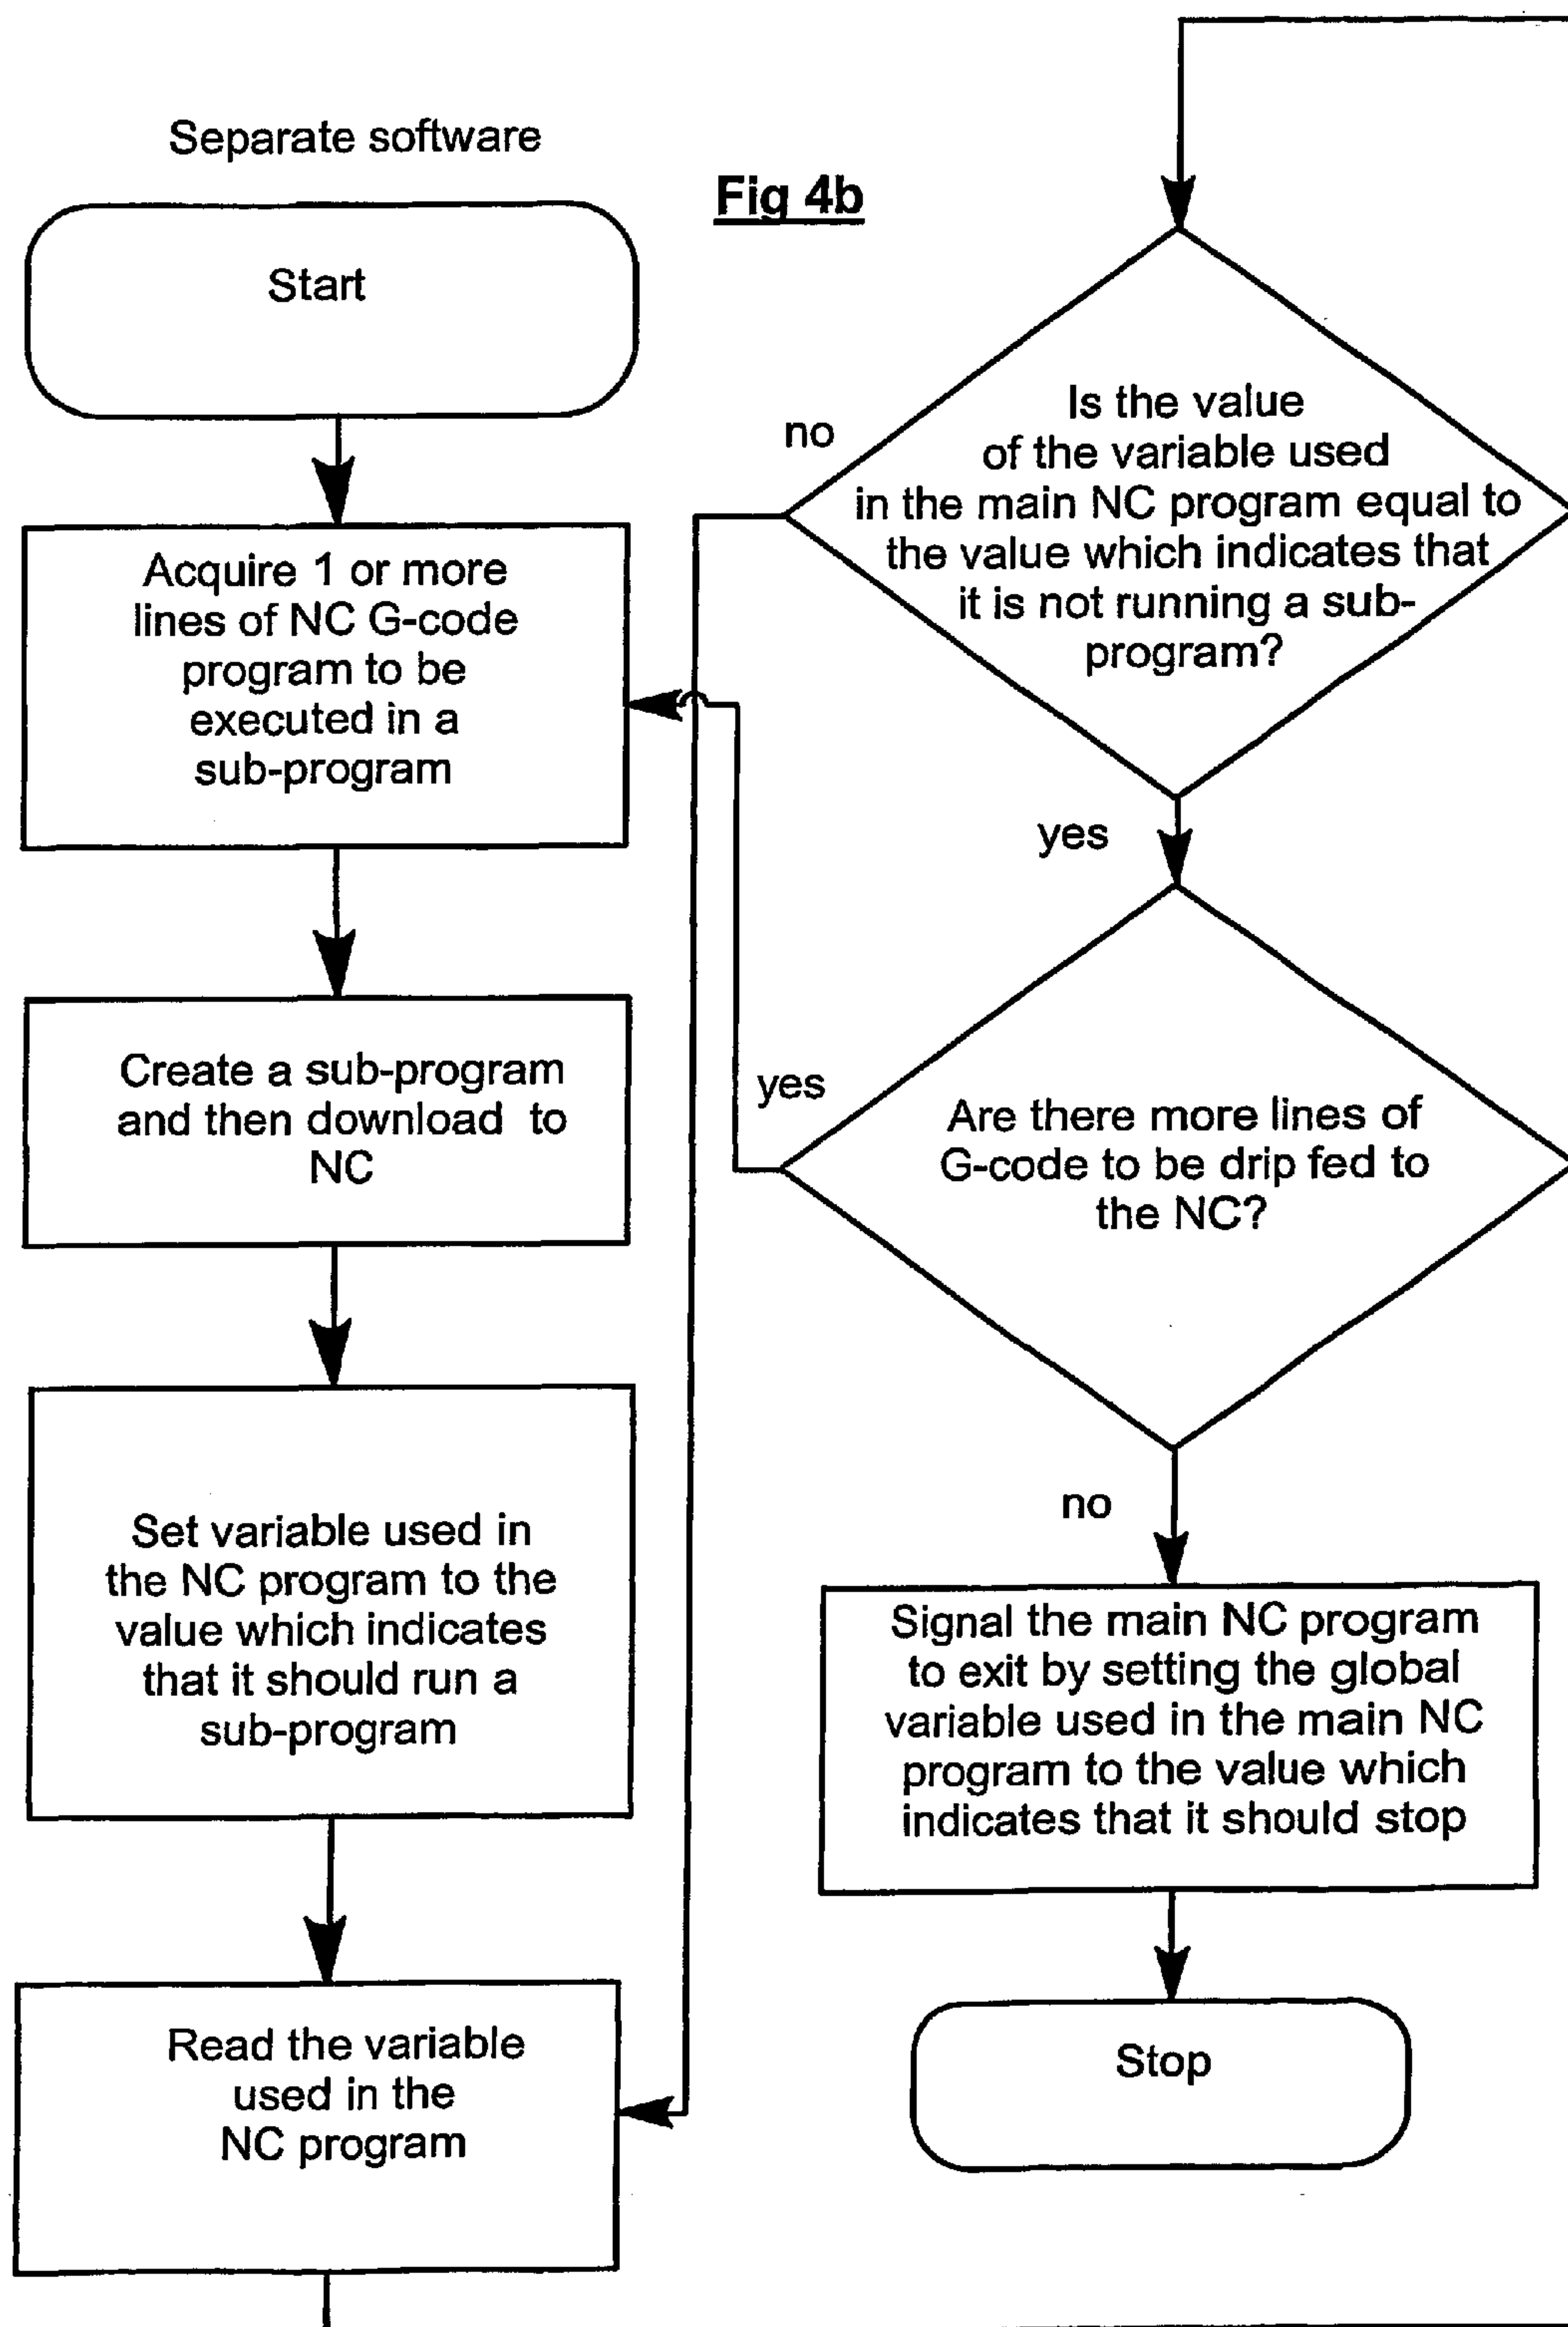 Separate software
Fig 4b
Start
Acquire 1 or more
lines of NC G-code
program to be
executed in a
sub-program
Create a sub-program
and then download to
NC
Set variable used in
the NC program to the
value which indicates
that it should run a
sub-program
Read the variable
used in the
NC program
Is the value
of the variable used
in the main NC program equal to
the value which indicates that
it is not running a sub-
program?
no
yes
Are there more lines of
G-code to be drip fed to
the NC?
yes
no
Signal the main NC program
to exit by setting the global
variable used in the main NC
program to the value which
indicates that it should stop
Stop